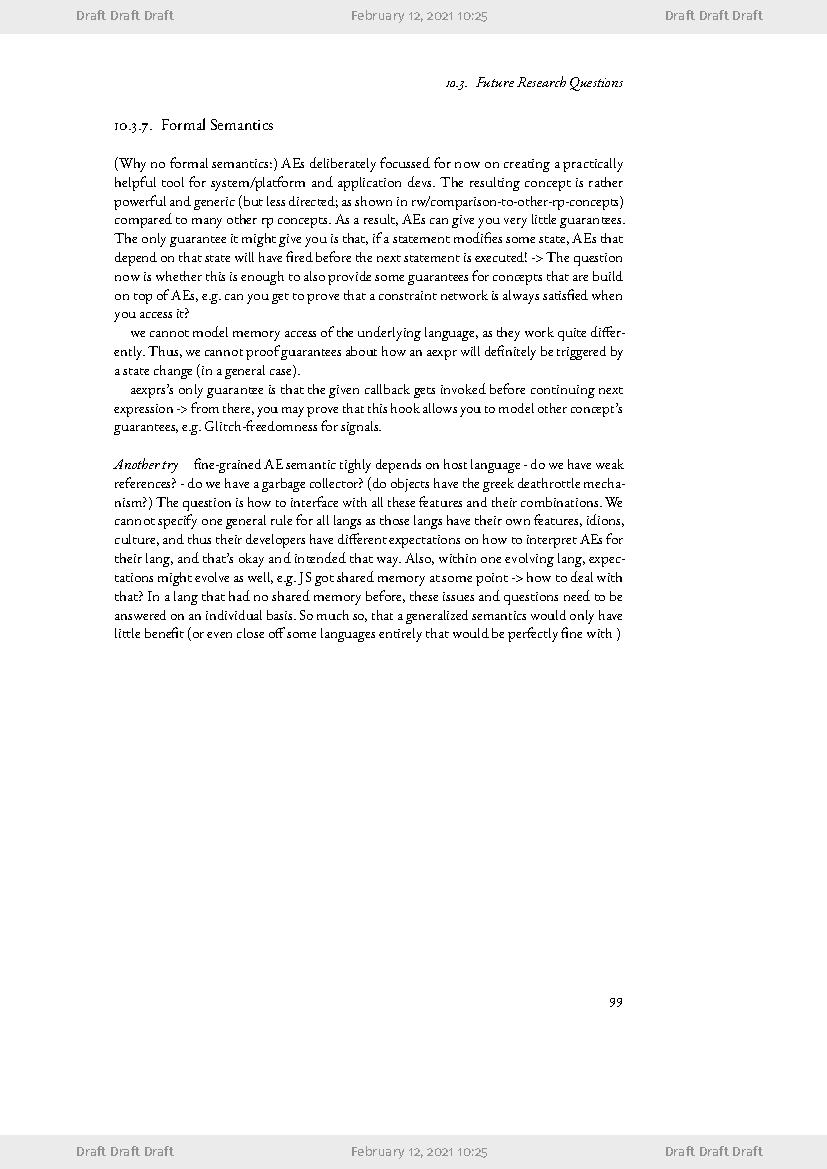 Draft Draft Draft February 12, 2021 10:25 Draft Draft Draft
10.3. Future Research Questions
10.3.7. Formal Semantics
(Why no formal semantics:) AEs deliberately focussed for now on creating a practically
helpful tool for system/platform and application devs. The resulting concept is rather
powerful and generic (but less directed; as shown in rw/comparison-to-other-rp-concepts)
compared to many other rp concepts. As a result, AEs can give you very little guarantees.
The only guarantee it might give you is that, if a statement modifies some state, AEs that
depend on that state will have fired before the next statement is executed! -> The question
now is whether this is enough to also provide some guarantees for concepts that are build
on top of AEs, e.g. can you get to prove that a constraint network is always satisfied when
you access it?
we cannot model memory access of the underlying language, as they work quite differ-
ently. Thus, we cannot proof guarantees about how an aexpr will definitely be triggered by
a state change (in a general case).
aexprs's only guarantee is that the given callback gets invoked before continuing next
expression -> from there, you may prove that this hook allows you to model other concept's
guarantees, e.g. Glitch-freedomness for signals.
Another try fine-grained AE semantic tighly depends on host language - do we have weak
references? - do we have a garbage collector? (do objects have the greek deathrottle mecha-
nism?) The question is how to interface with all these features and their combinations. We
cannot specify one general rule for all langs as those langs have their own features, idions,
culture, and thus their developers have different expectations on how to interpret AEs for
their lang, and that's okay and intended that way. Also, within one evolving lang, expec-
tations might evolve as well, e.g. JS got shared memory at some point -> how to deal with
that? In a lang that had no shared memory before, these issues and questions need to be
answered on an individual basis. So much so, that a generalized semantics would only have
little benefit (or even close off some languages entirely that would be perfectly fine with )
99
Draft Draft Draft February 12, 2021 10:25 Draft Draft Draft